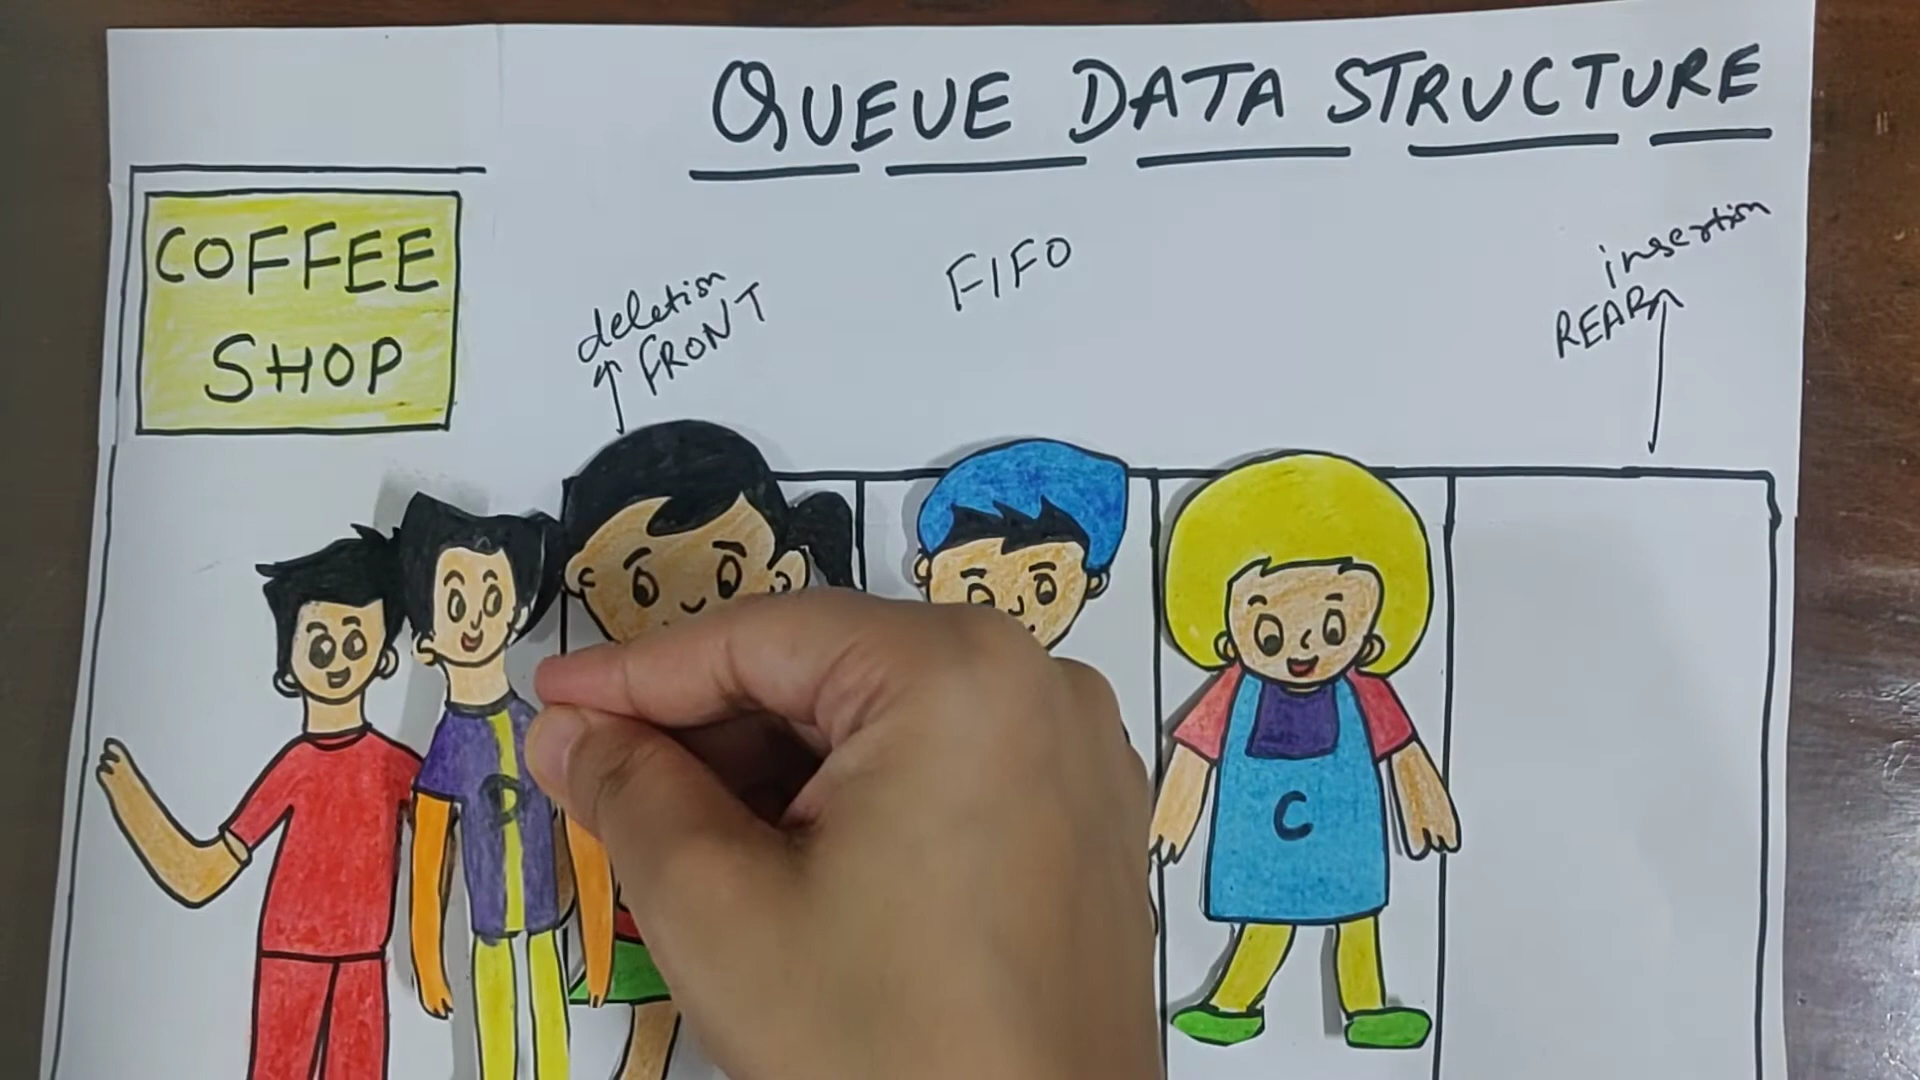 QUEUE DATA STRUCTURE
COFFEE
SHOP
deletion
FRONT
FIFO
insertion
REAR
D
C